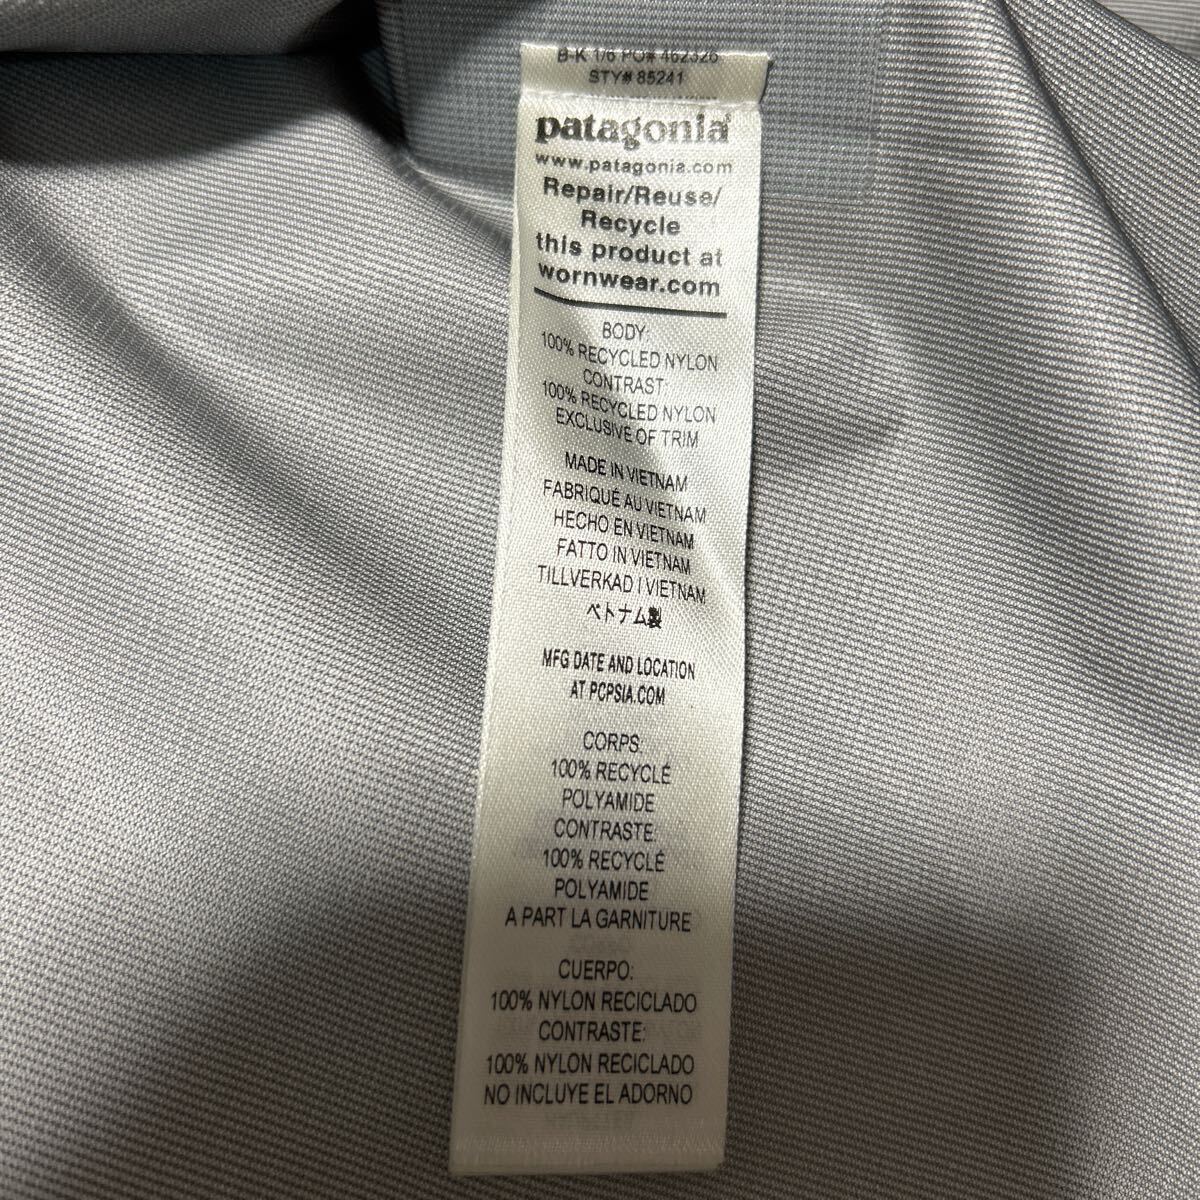 B-K 1/6 PO# 462326
STY# 85241
patagonia
www.patagonia.com
Repair/Reuse/
Recycle
this product at
wornwear.com
BODY:
100% RECYCLED NYLON
CONTRAST
100% RECYCLED NYLON
EXCLUSIVE OF TRIM
MADE IN VIETNAM
FABRIQUÉ AU VIETNAM
HECHO EN VIETNAM
FATTO IN VIETNAM
TILLVERKAD I VIETNAM
ベトナム製
MFG DATE AND LOCATION
AT PCPSIA.COM
CORPS:
100% RECYCLÉ
POLYAMIDE
CONTRASTE:
100% RECYCLÉ
POLYAMIDE
A PART LA GARNITURE
CUERPO:
100% NYLON RECICLADO
CONTRASTE:
100% NYLON RECICLADO
NO INCLUYE EL ADORNO